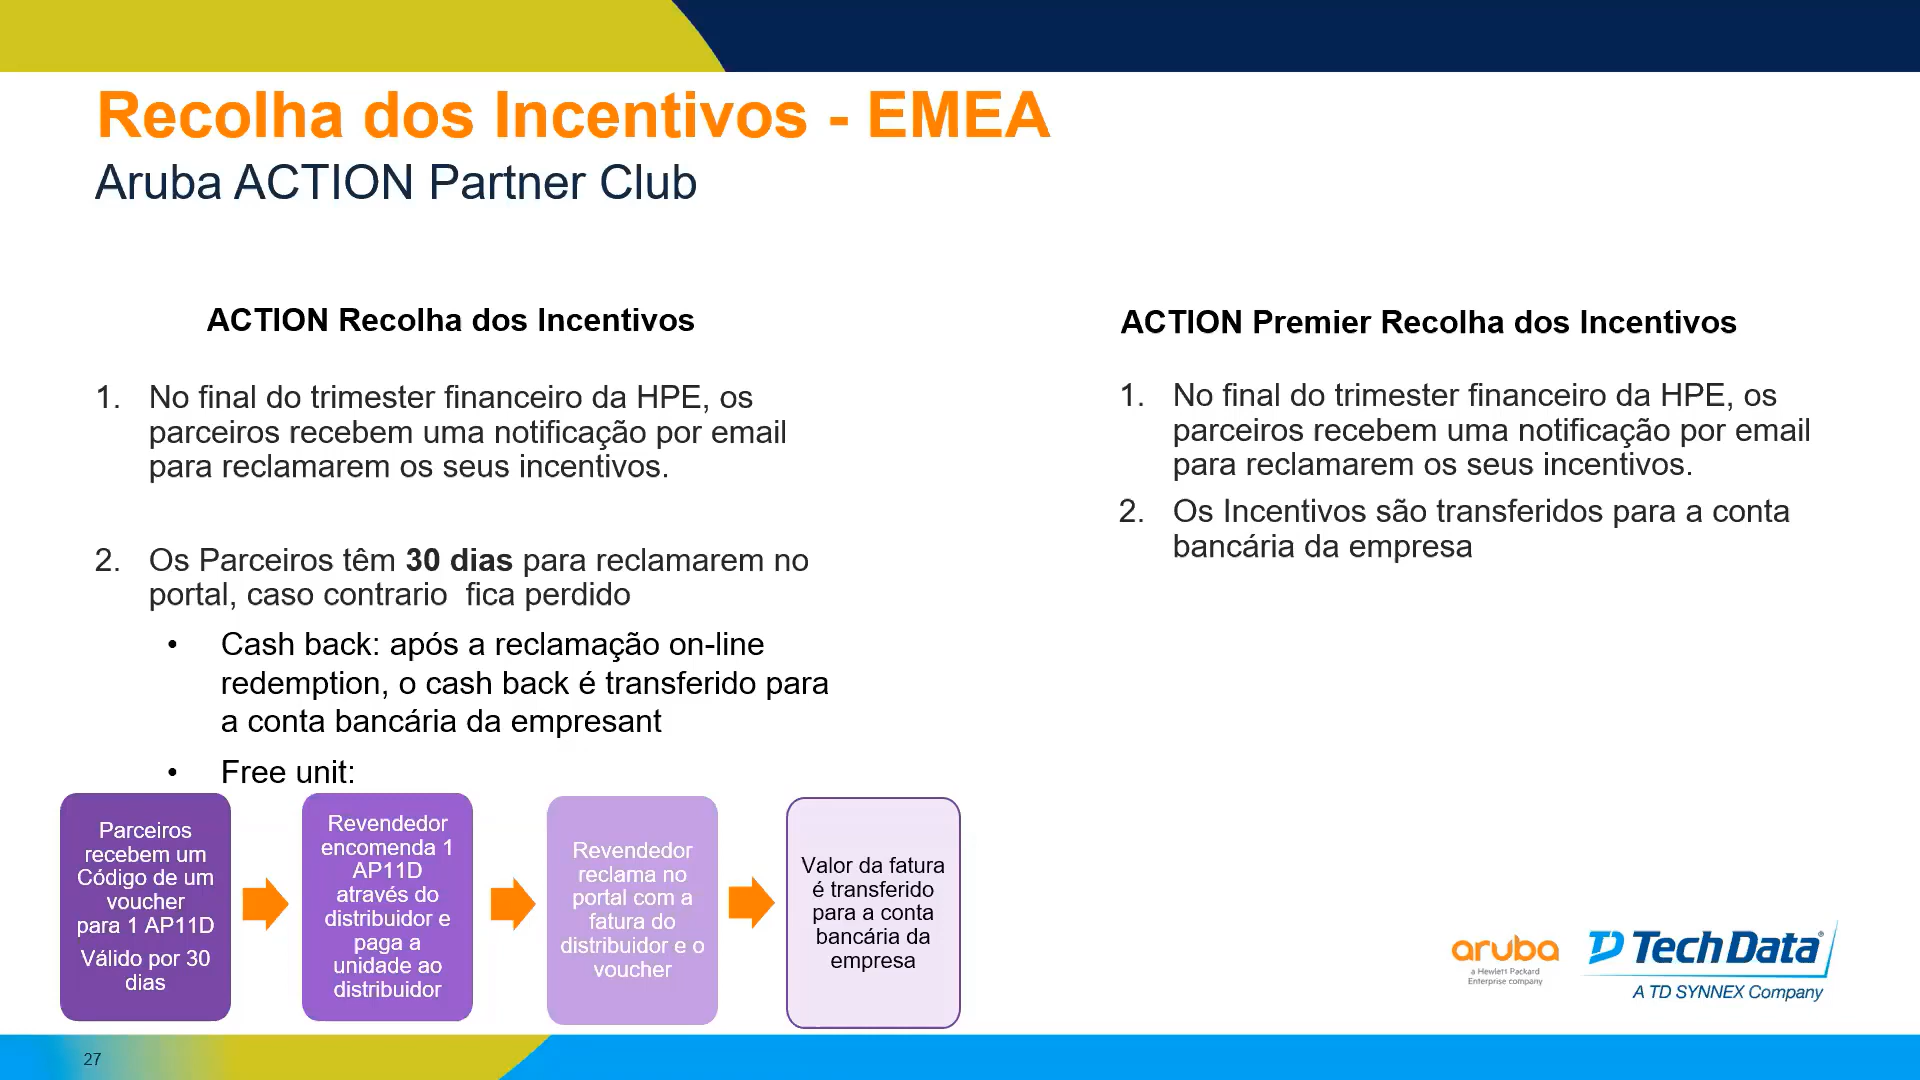 Recolha dos Incentivos - EMEA
Aruba ACTION Partner Club
ACTION Recolha dos Incentivos
1. No final do trimester financeiro da HPE, os
parceiros recebem uma notificação por email
para reclamarem os seus incentivos.
2. Os Parceiros têm 30 dias para reclamarem no
portal, caso contrario  fica perdido
• Cash back: após a reclamação on-line
redemption, o cash back é transferido para
a conta bancária da empresant
• Free unit:
Parceiros
recebem um
Código de um
voucher
para 1 AP11D
Válido por 30
dias
Revendedor
encomenda 1
AP11D
através do
distribuidor e
paga a
unidade ao
distribuidor
Revendedor
reclama no
portal com a
fatura do
distribuidor e o
voucher
Valor da fatura
é transferido
para a conta
bancária da
empresa
ACTION Premier Recolha dos Incentivos
1. No final do trimester financeiro da HPE, os
parceiros recebem uma notificação por email
para reclamarem os seus incentivos.
2. Os Incentivos são transferidos para a conta
bancária da empresa
aruba
a Hewlett Packard
Enterprise company
TD Tech Data®
A TD SYNNEX Company
27